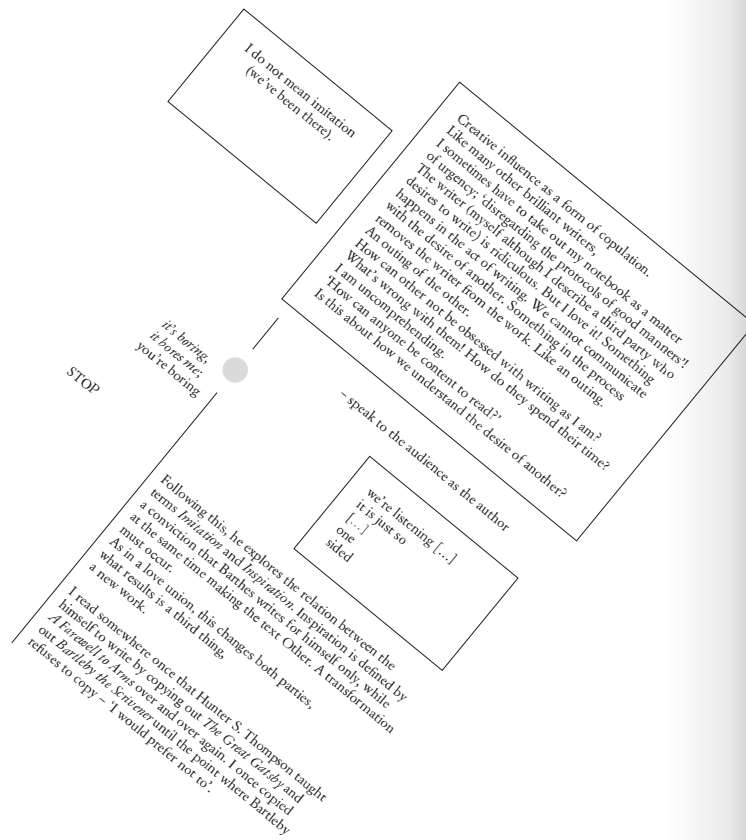 I do not mean imitation
(we've been there).
Creative influence as a form of copulation.
Like many other brilliant writers,
I sometimes have to take out my notebook as a matter
of urgency; 'disregarding the protocols of good manners'!
The writer (myself although I describe a third party who
desires to write) is ridiculous. But I love it! Something
happens in the act of writing. We cannot communicate
with the desire of another. Something in the process
removes the writer from the work. Like an outing.
An outing of the other.
How can other not be obsessed with writing as I am?
What's wrong with them! How do they spend their time?
I am uncomprehending.
'How can anyone be content to read?'
Is this about how we understand the desire of another?
it's boring,
it bores me;
you're boring
STOP
– speak to the audience as the author
we're listening […]
it is just so
[…]
one
sided
Following this, he explores the relation between the
terms Imitation and Inspiration. Inspiration is defined by
a conviction that Barthes writes for himself only, while
at the same time making the text Other. A transformation
must occur.
As in a love union, this changes both parties,
what results is a third thing,
a new work.
I read somewhere once that Hunter S. Thompson taught
himself to write by copying out The Great Gatsby and
A Farewell to Arms over and over again. I once copied
out Bartleby the Scrivener until the point where Bartleby
refuses to copy – 'I would prefer not to'.